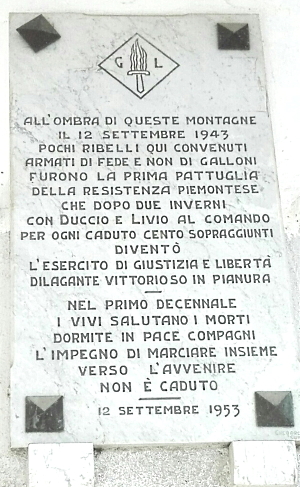 G L
ALL'OMBRA DI QUESTE MONTAGNE
IL 12 SETTEMBRE 1943
POCHI RIBELLI QUI CONVENUTI
ARMATI DI FEDE E NON DI GALLONI
FURONO LA PRIMA PATTUGLIA
DELLA RESISTENZA PIEMONTESE
CHE DOPO DUE INVERNI
CON DUCCIO E LIVIO AL COMANDO
PER OGNI CADUTO CENTO SOPRAGGIUNTI
DIVENTÒ
L'ESERCITO DI GIUSTIZIA E LIBERTÀ
DILAGANTE VITTORIOSO IN PIANURA
NEL PRIMO DECENNALE
I VIVI SALUTANO I MORTI
DORMITE IN PACE COMPAGNI
L'IMPEGNO DI MARCIARE INSIEME
VERSO L'AVVENIRE
NON È CADUTO
12 SETTEMBRE 1953